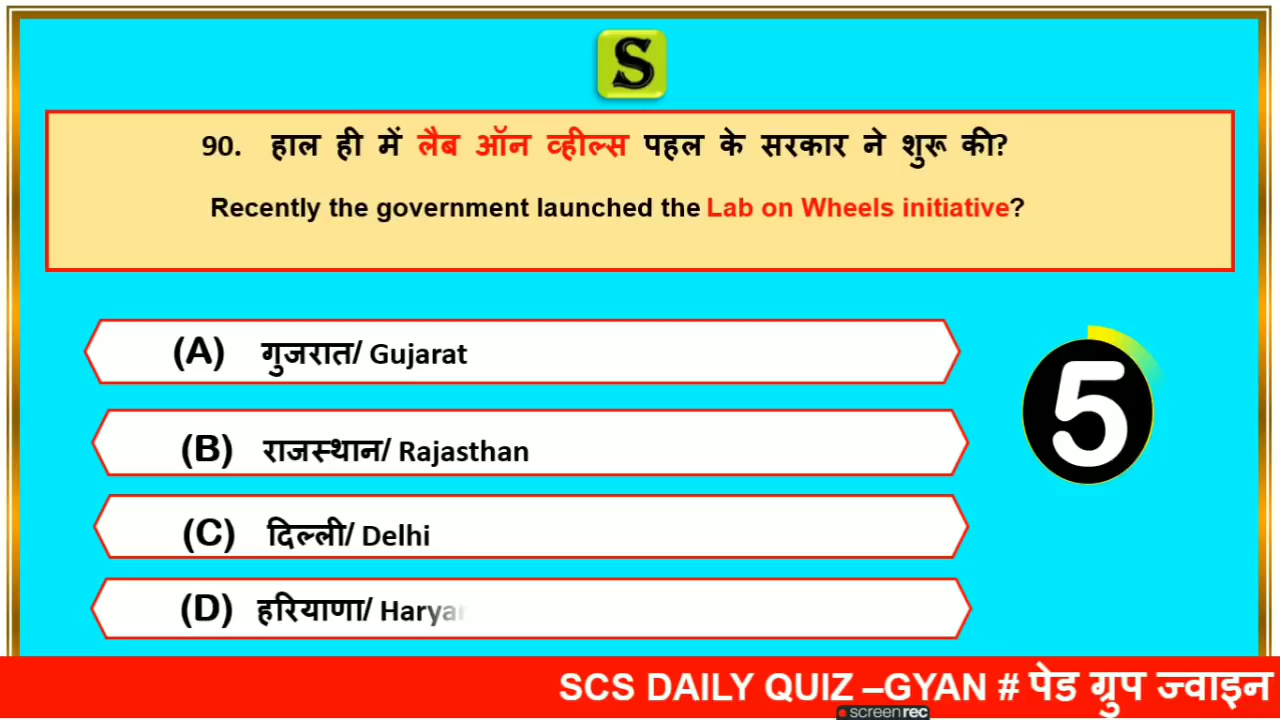 S
90. हाल ही में लैब ऑन व्हील्स पहल के सरकार ने शुरू की?
Recently the government launched the Lab on Wheels initiative?
(A) गुजरात/ Gujarat
(B) राजस्थान/ Rajasthan
5
(C) दिल्ली/ Delhi
(D) हरियाणा/ Haryan
SCS DAILY QUIZ –GYAN # पेड ग्रुप ज्वाइन
screenrec